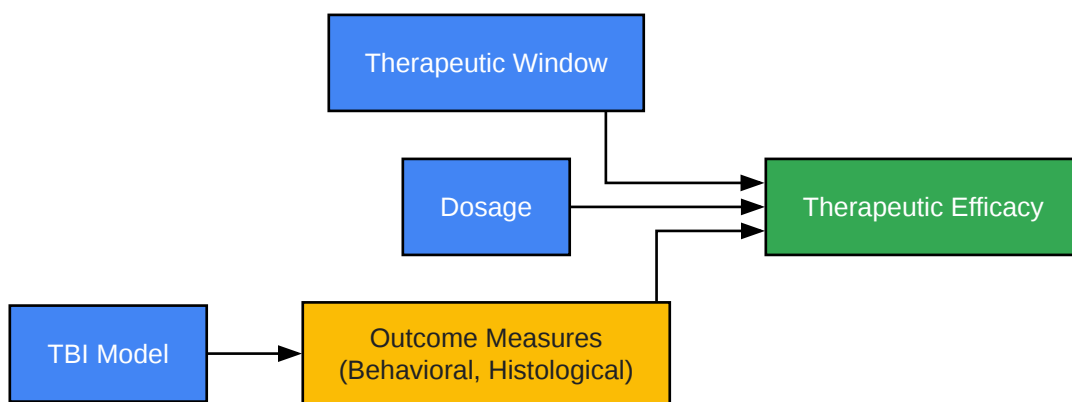 Therapeutic Window
Dosage
Therapeutic Efficacy
TBI Model
Outcome Measures
(Behavioral, Histological)